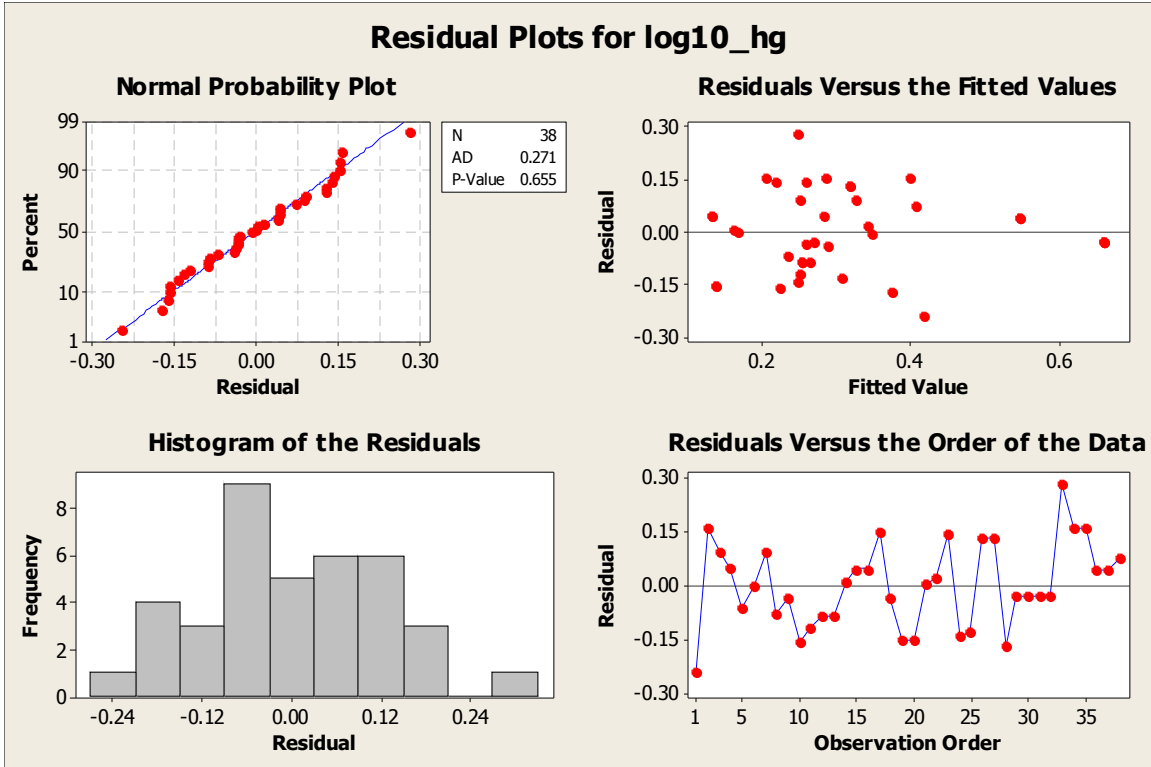 Residual Plots for log10_hg
Normal Probability Plot
99
90
50
10
1
Percent
-0.30 -0.15 0.00 0.15 0.30
Residual
N 38
AD 0.271
P-Value 0.655
Residuals Versus the Fitted Values
0.30
0.15
0.00
-0.15
-0.30
Residual
0.2 0.4 0.6
Fitted Value
Histogram of the Residuals
8
6
4
2
0
Frequency
-0.24 -0.12 0.00 0.12 0.24
Residual
Residuals Versus the Order of the Data
0.30
0.15
0.00
-0.15
-0.30
Residual
1 5 10 15 20 25 30 35
Observation Order